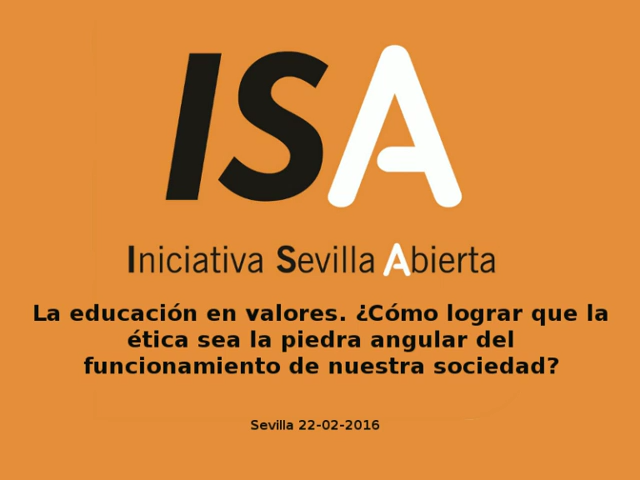 ISA
Iniciativa Sevilla Abierta
La educación en valores. ¿Cómo lograr que la
ética sea la piedra angular del
funcionamiento de nuestra sociedad?
Sevilla 22-02-2016